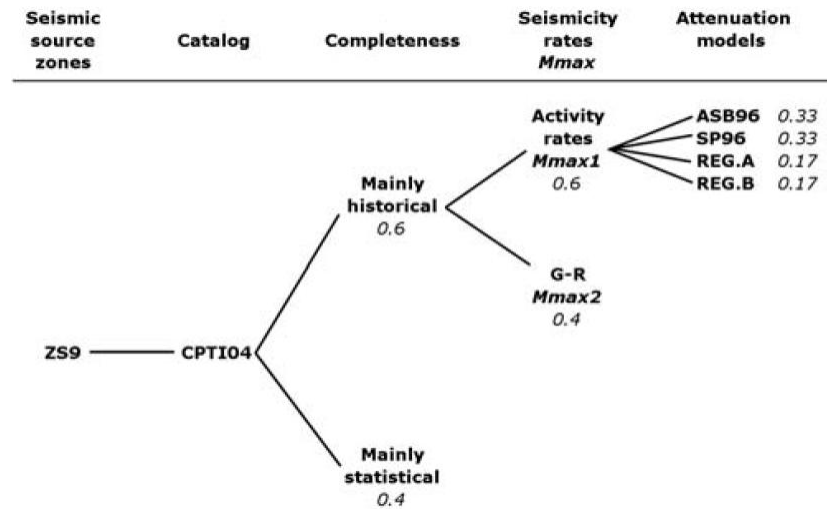 Seismic
source
zones
Catalog
Completeness
Seismicity
rates
Mmax
Attenuation
models
Activity
rates
Mmax1
0.6
ASB96 0.33
SP96 0.33
REG.A 0.17
REG.B 0.17
Mainly
historical
0.6
G-R
Mmax2
0.4
ZS9
CPTI04
Mainly
statistical
0.4